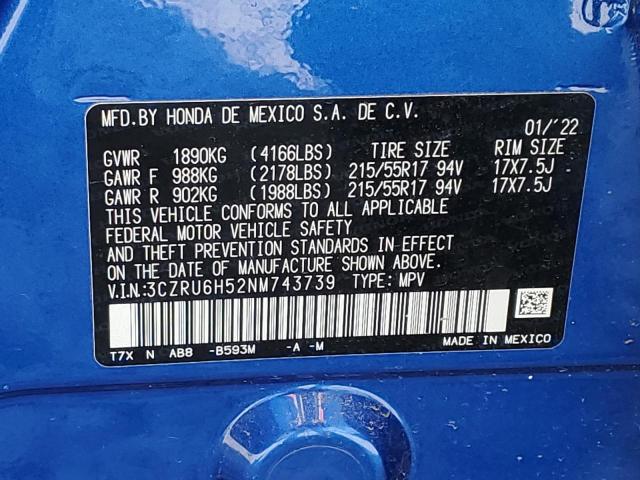 MFD.BY HONDA DE MEXICO S.A. DE C.V. 01/'22
GVWR 1890KG (4166LBS) TIRE SIZE RIM SIZE
GAWR F 988KG (2178LBS) 215/55R17 94V 17X7.5J
GAWR R 902KG (1988LBS) 215/55R17 94V 17X7.5J
THIS VEHICLE CONFORMS TO ALL APPLICABLE
FEDERAL MOTOR VEHICLE SAFETY
AND THEFT PREVENTION STANDARDS IN EFFECT
ON THE DATE OF MANUFACTURE SHOWN ABOVE.
V.I.N:3CZRU6H52NM743739 TYPE: MPV
T7X N AB8 -B593M -A -M MADE IN MEXICO